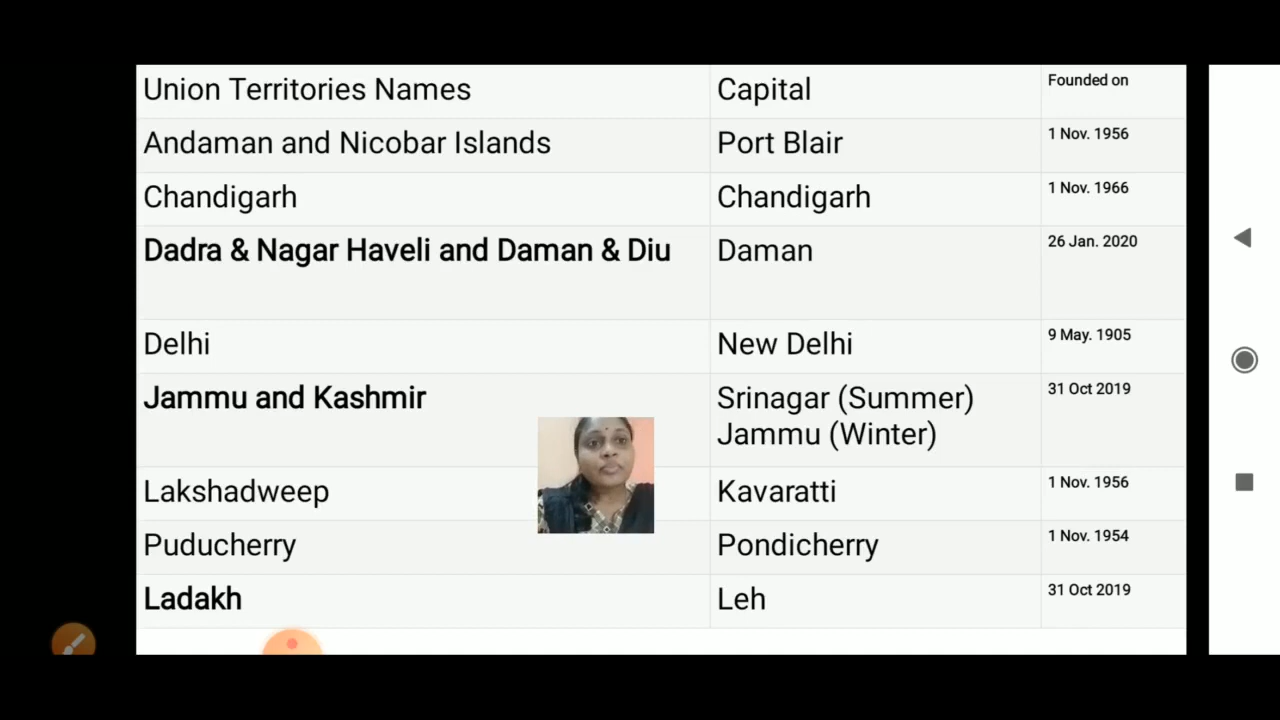 Union Territories Names Capital Founded on
Andaman and Nicobar Islands Port Blair 1 Nov. 1956
Chandigarh Chandigarh 1 Nov. 1966
Dadra & Nagar Haveli and Daman & Diu Daman 26 Jan. 2020
Delhi New Delhi 9 May. 1905
Jammu and Kashmir Srinagar (Summer) 31 Oct 2019
Jammu (Winter)
Lakshadweep Kavaratti 1 Nov. 1956
Puducherry Pondicherry 1 Nov. 1954
Ladakh Leh 31 Oct 2019